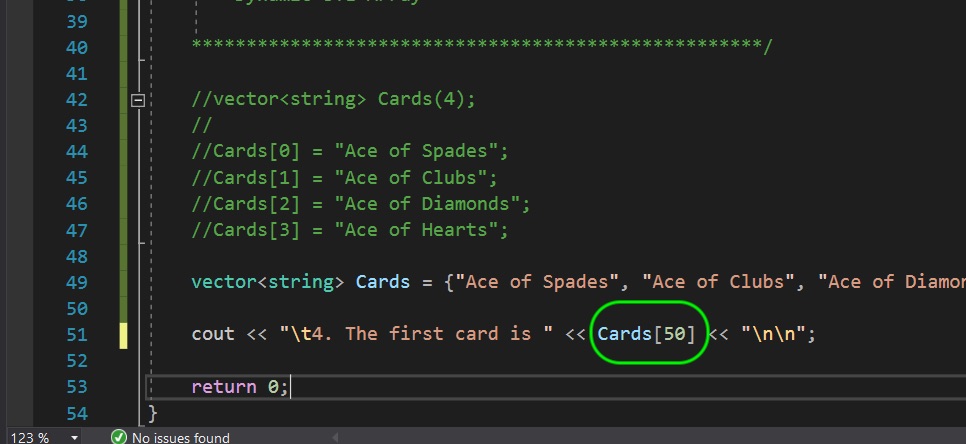 39
40 *****************************************************/
41
42 //vector<string> Cards(4);
43 //
44 //Cards[0] = "Ace of Spades";
45 //Cards[1] = "Ace of Clubs";
46 //Cards[2] = "Ace of Diamonds";
47 //Cards[3] = "Ace of Hearts";
48
49 vector<string> Cards = {"Ace of Spades", "Ace of Clubs", "Ace of Diamon
50
51 cout << "\t4. The first card is " << Cards[50] << "\n\n";
52
53 return 0;
54 }
123 % No issues found